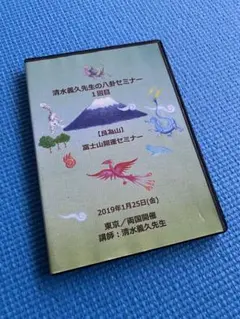 清水義久先生の八卦セミナー
1回目
【艮為山】
富士山開運セミナー
2019年1月25日(金)
東京／両国開催
講師：清水義久先生